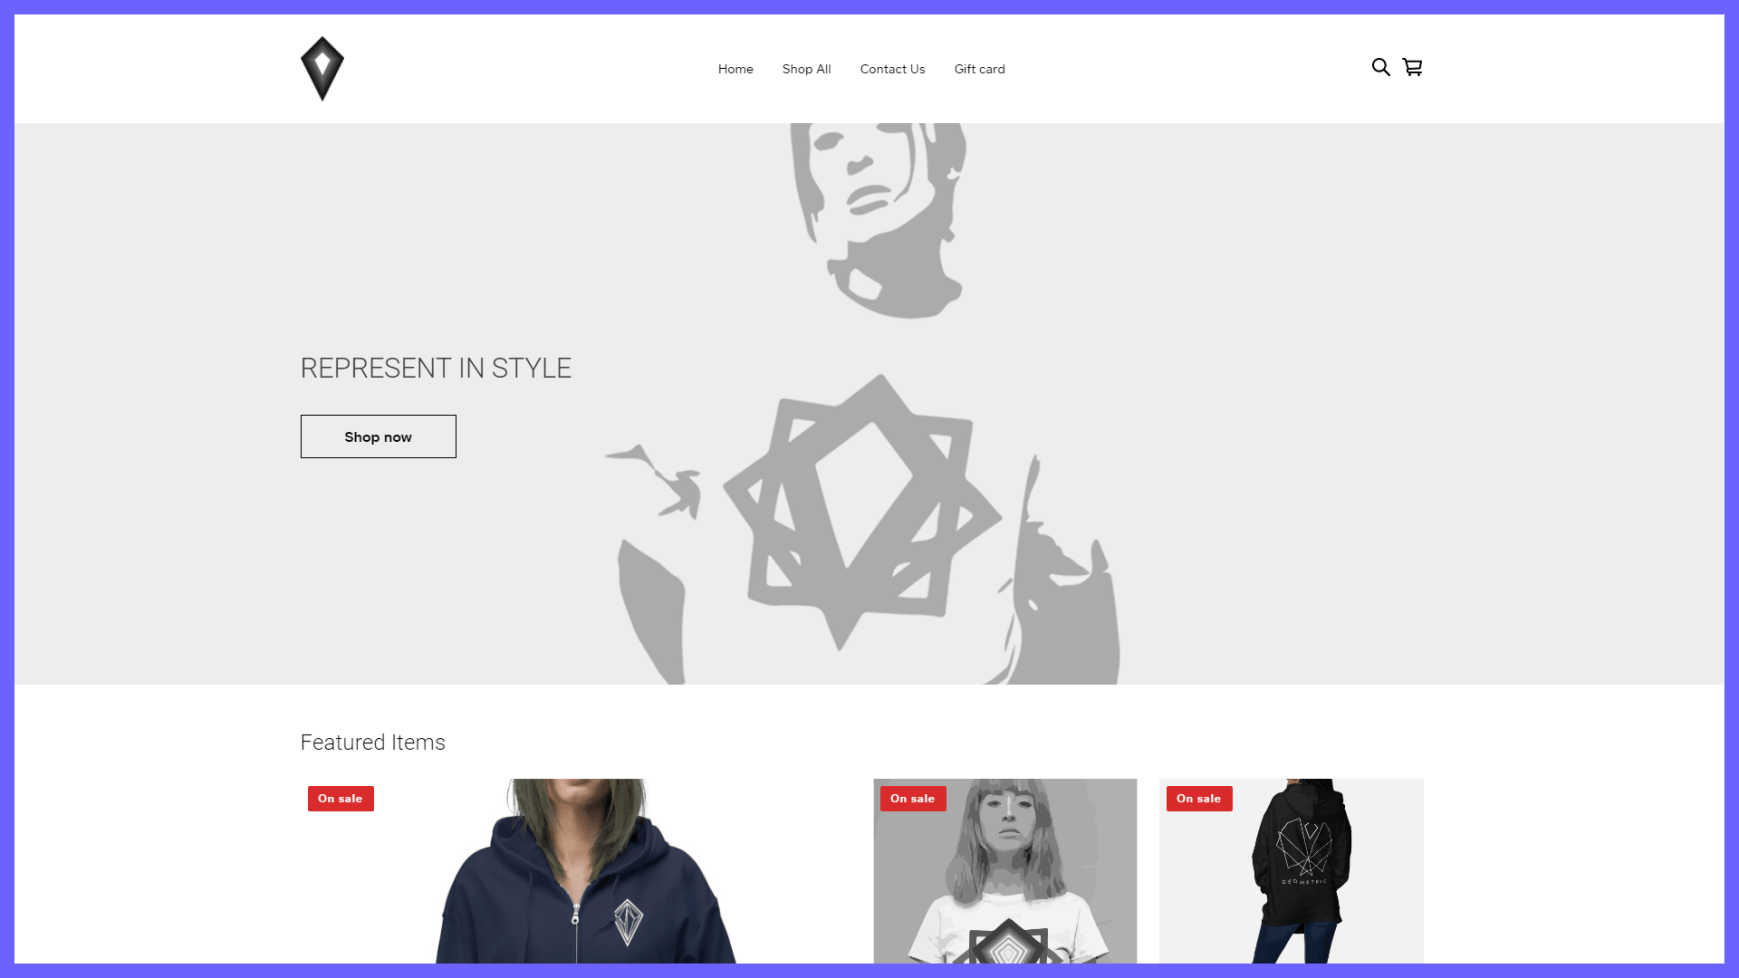 Home Shop All Contact Us Gift card
REPRESENT IN STYLE
Shop now
Featured Items
On sale On sale On sale